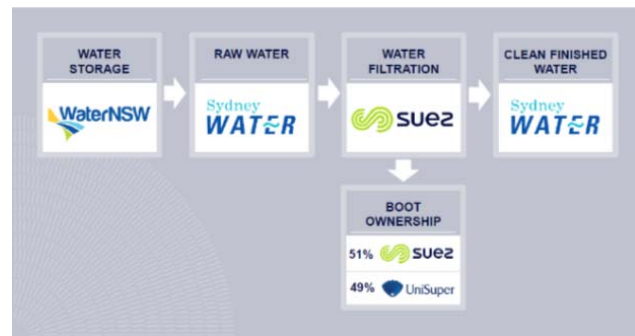 WATER
STORAGE
WaterNSW
RAW WATER
Sydney
WATER
WATER
FILTRATION
suez
CLEAN FINISHED
WATER
Sydney
WATER
BOOT
OWNERSHIP
51% suez
49% UniSuper